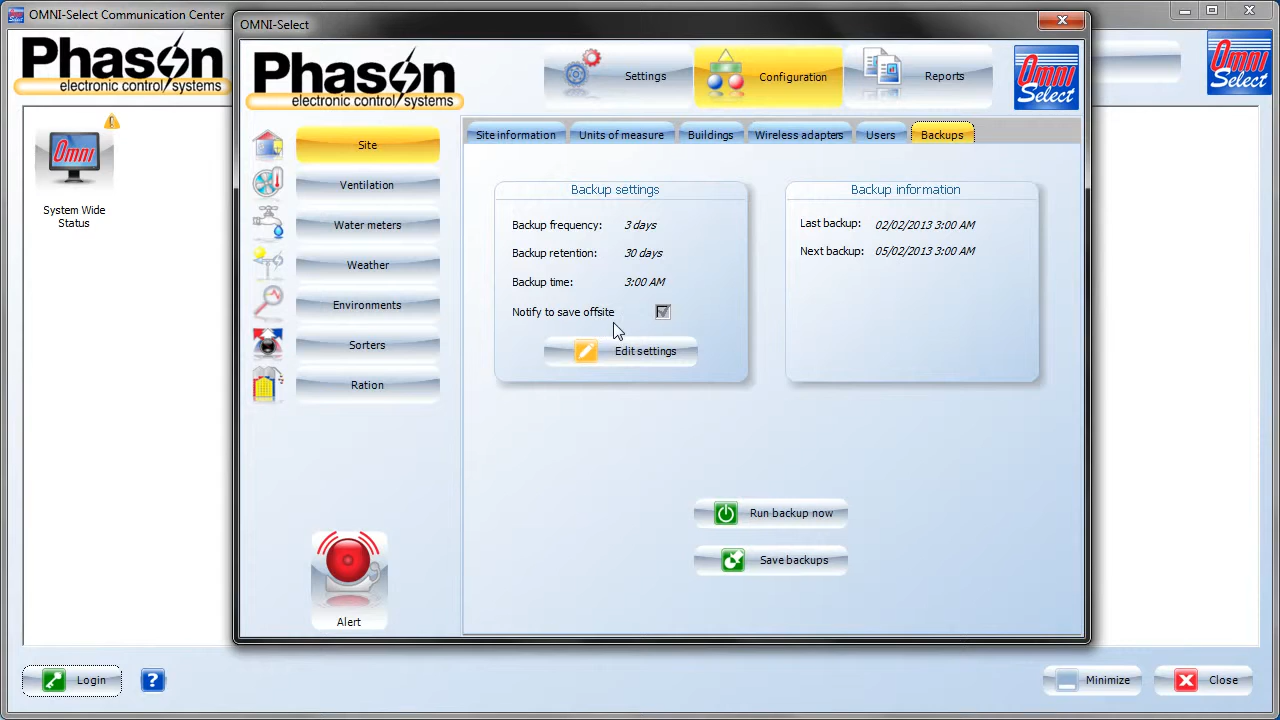 OMNI-Select Communication Center
OMNI-Select
Phason
electronic control systems
Phason
electronic control systems
Settings
Configuration
Reports
Omni
Select
Omni
Select
Omni
System Wide
Status
Site
Ventilation
Water meters
Weather
Environments
Sorters
Ration
Alert
Site information
Units of measure
Buildings
Wireless adapters
Users
Backups
Backup settings
Backup frequency: 3 days
Backup retention: 30 days
Backup time: 3:00 AM
Notify to save offsite
Edit settings
Backup information
Last backup: 02/02/2013 3:00 AM
Next backup: 05/02/2013 3:00 AM
Run backup now
Save backups
Login
?
Minimize
Close